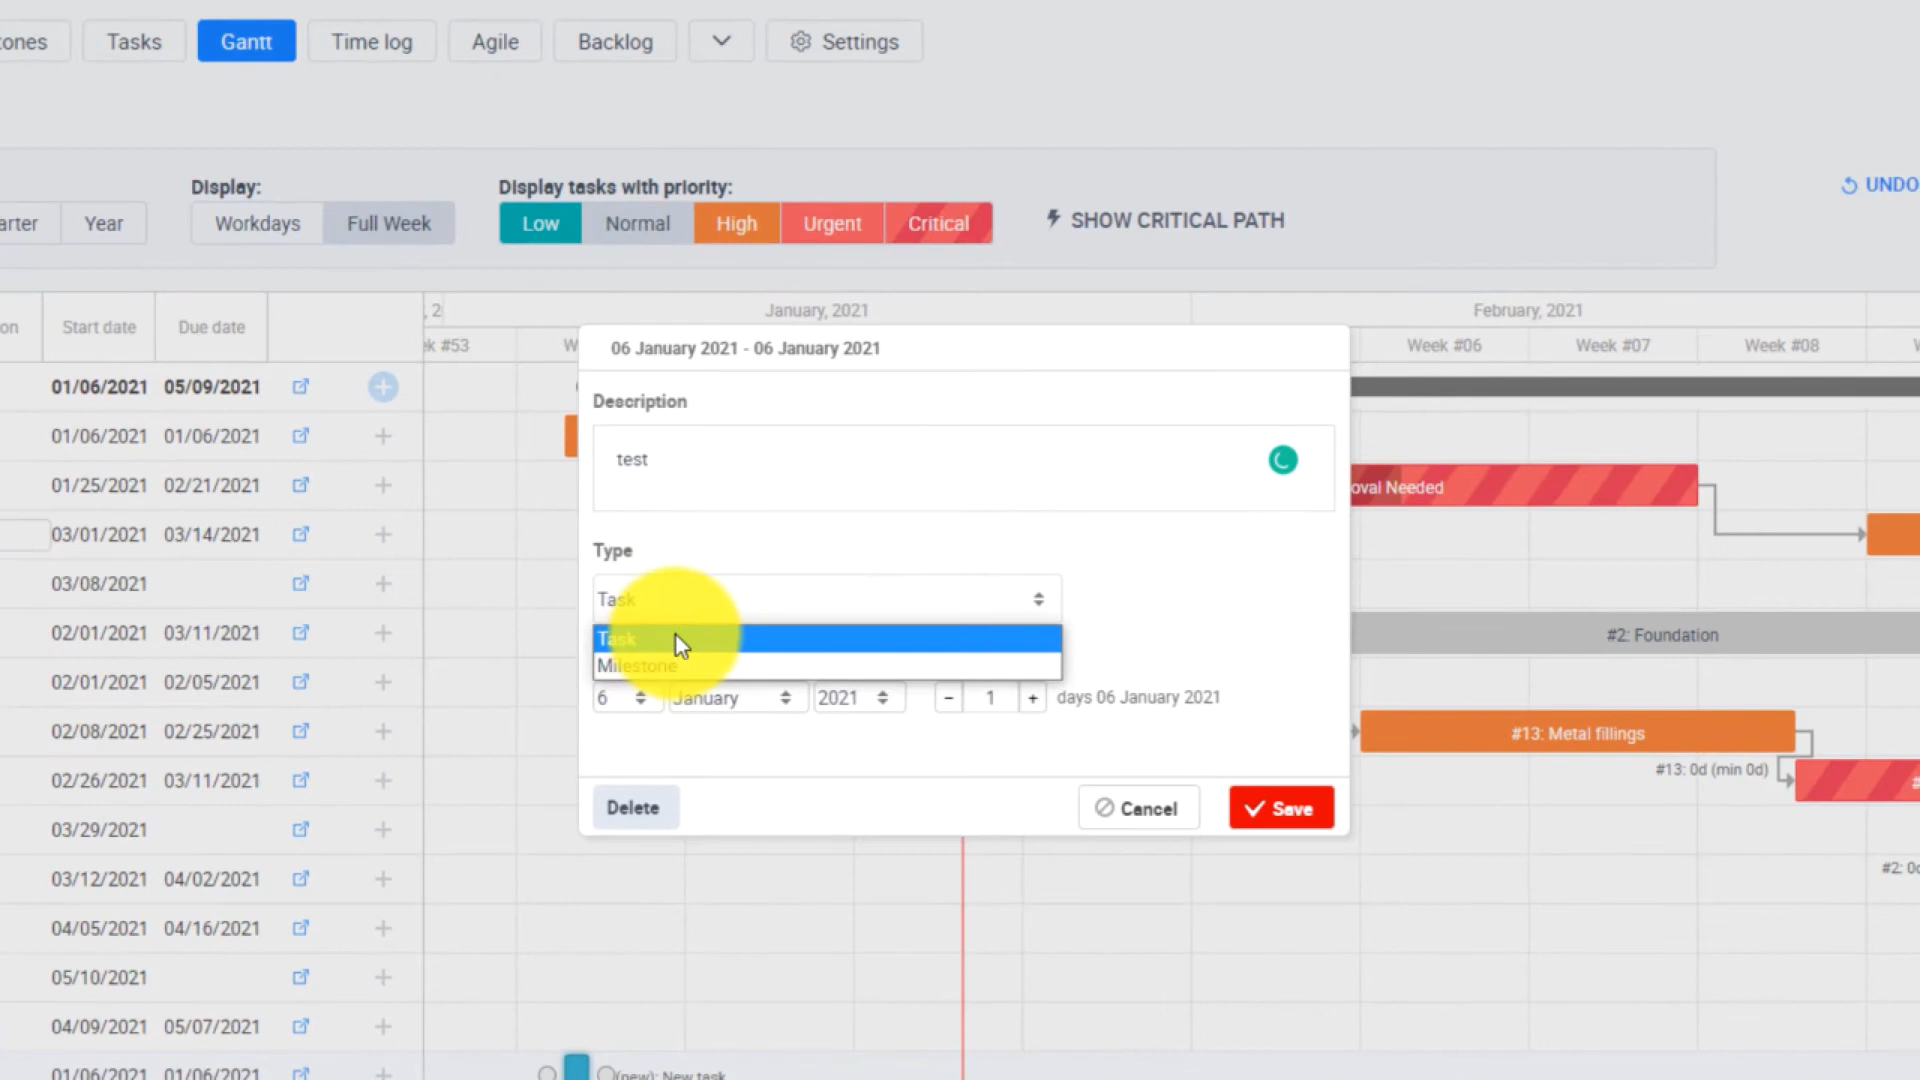 ones Tasks Gantt Time log Agile Backlog Settings
Display: Display tasks with priority:
UNDO
arter Year Workdays Full Week Low Normal High Urgent Critical SHOW CRITICAL PATH
, 2 January, 2021 February, 2021
on Start date Due date
ek #53 W Week #06 Week #07 Week #08 W
06 January 2021 - 06 January 2021
01/06/2021 05/09/2021
Description
01/06/2021 01/06/2021
test
01/25/2021 02/21/2021
oval Needed
03/01/2021 03/14/2021
Type
03/08/2021
Task
02/01/2021 03/11/2021
Task
#2: Foundation
Milestone
02/01/2021 02/05/2021
6 January 2021 - 1 + days 06 January 2021
02/08/2021 02/25/2021
#13: Metal fillings
#13: 0d (min 0d)
02/26/2021 03/11/2021
#
Delete Cancel Save
03/29/2021
03/12/2021 04/02/2021
#2: 0d
04/05/2021 04/16/2021
05/10/2021
04/09/2021 05/07/2021
01/06/2021 01/06/2021
(new): New task